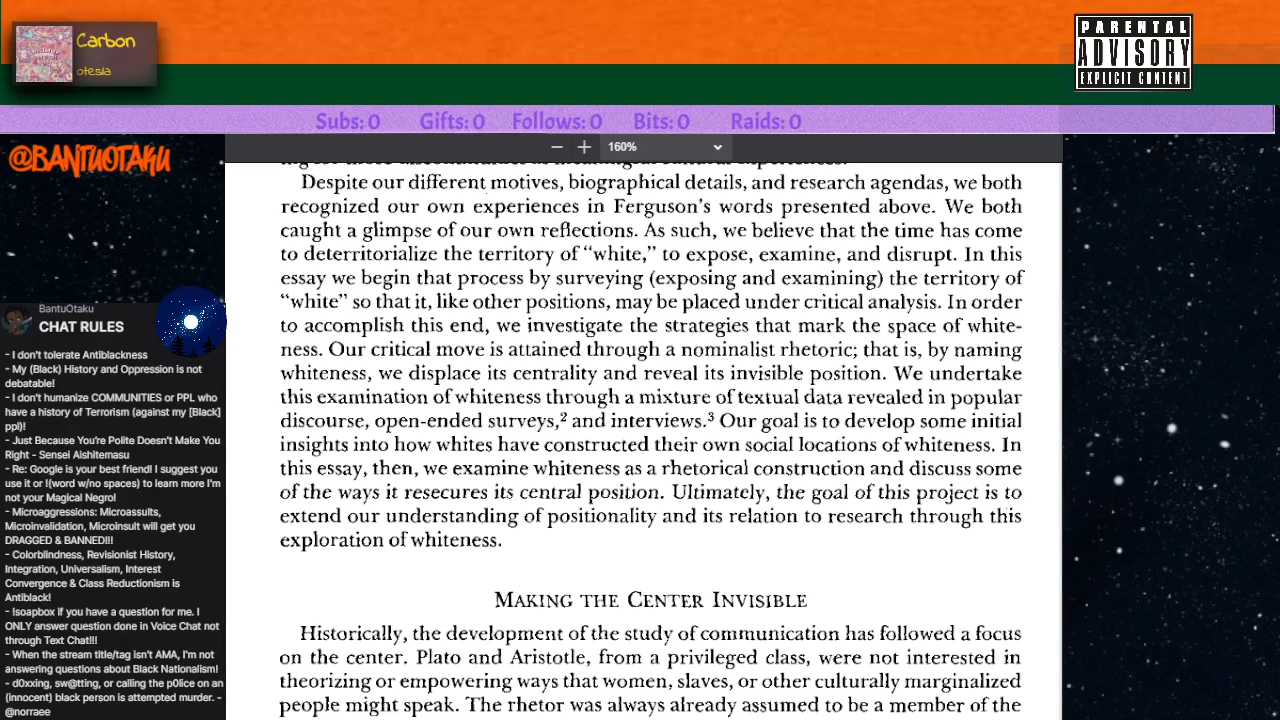 Carbon
otesla
PARENTAL
ADVISORY
EXPLICIT CONTENT
Subs: 0 Gifts: 0 Follows: 0 Bits: 0 Raids: 0
@BANTUOTAKU
160%
Despite our different motives, biographical details, and research agendas, we both
recognized our own experiences in Ferguson's words presented above. We both
caught a glimpse of our own reflections. As such, we believe that the time has come
to deterritorialize the territory of “white,” to expose, examine, and disrupt. In this
essay we begin that process by surveying (exposing and examining) the territory of
“white” so that it, like other positions, may be placed under critical analysis. In order
to accomplish this end, we investigate the strategies that mark the space of white-
ness. Our critical move is attained through a nominalist rhetoric; that is, by naming
whiteness, we displace its centrality and reveal its invisible position. We undertake
this examination of whiteness through a mixture of textual data revealed in popular
discourse, open-ended surveys,² and interviews.³ Our goal is to develop some initial
insights into how whites have constructed their own social locations of whiteness. In
this essay, then, we examine whiteness as a rhetorical construction and discuss some
of the ways it resecures its central position. Ultimately, the goal of this project is to
extend our understanding of positionality and its relation to research through this
exploration of whiteness.
MAKING THE CENTER INVISIBLE
Historically, the development of the study of communication has followed a focus
on the center. Plato and Aristotle, from a privileged class, were not interested in
theorizing or empowering ways that women, slaves, or other culturally marginalized
people might speak. The rhetor was always already assumed to be a member of the
BantuOtaku
CHAT RULES
- I don't tolerate Antiblackness
- My (Black) History and Oppression is not
debatable!
- I don't humanize COMMUNITIES or PPL who
have a history of Terrorism (against my [Black]
ppl)!
- Just Because You're Polite Doesn't Make You
Right - Sensei Aishitemasu
- Re: Google is your best friend! I suggest you
use it or !(word w/no spaces) to learn more I'm
not your Magical Negro!
- Microaggressions: Microassults,
Microinvalidation, Microinsult will get you
DRAGGED & BANNED!!!
- Colorblindness, Revisionist History,
Integration, Universalism, Interest
Convergence & Class Reductionism is
Antiblack!
- !soapbox if you have a question for me. I
ONLY answer question done in Voice Chat not
through Text Chat!!!
- When the stream title/tag isn't AMA, I'm not
answering questions about Black Nationalism!
- d0xxing, sw@tting, or calling the p0lice on an
(innocent) black person is attempted murder. -
@norraee